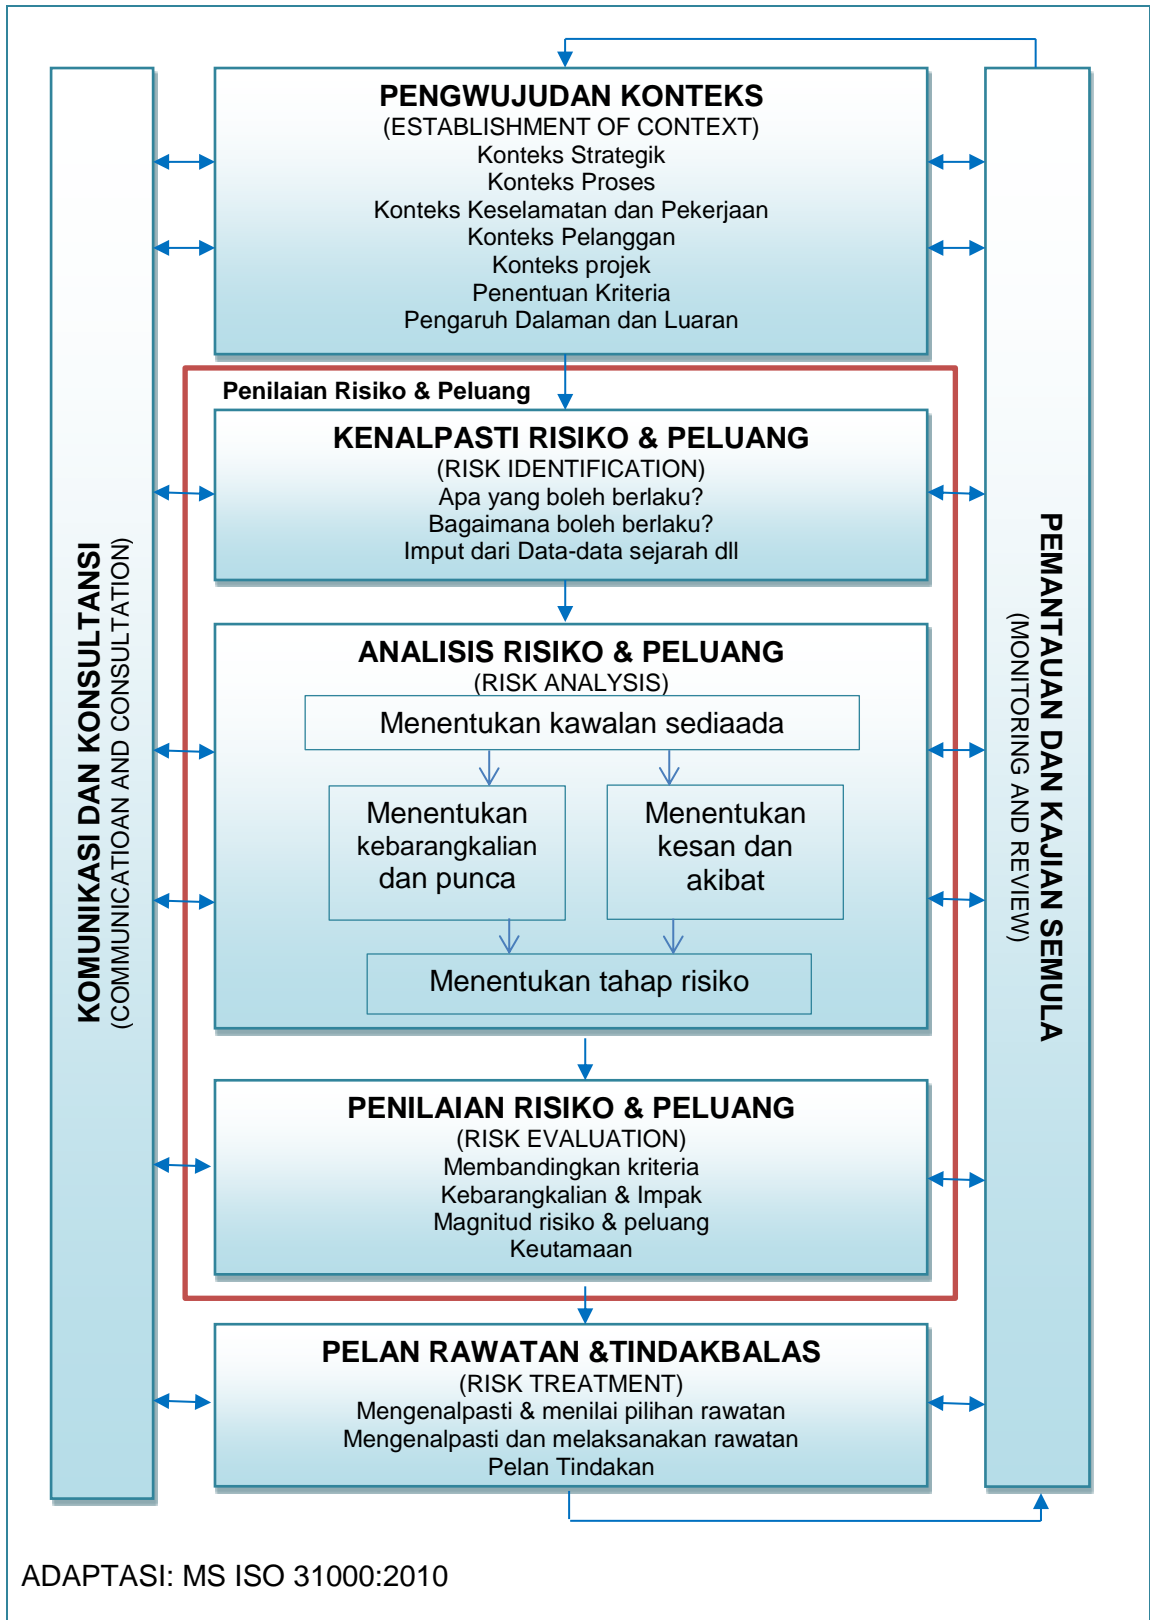 PENGWUJUDAN KONTEKS
(ESTABLISHMENT OF CONTEXT)
Konteks Strategik
Konteks Proses
Konteks Keselamatan dan Pekerjaan
Konteks Pelanggan
Konteks projek
Penentuan Kriteria
Pengaruh Dalaman dan Luaran
Penilaian Risiko & Peluang
KENALPASTI RISIKO & PELUANG
(RISK IDENTIFICATION)
Apa yang boleh berlaku?
Bagaimana boleh berlaku?
Imput dari Data-data sejarah dll
ANALISIS RISIKO & PELUANG
(RISK ANALYSIS)
Menentukan kawalan sediaada
Menentukan
kebarangkalian
dan punca
Menentukan
kesan dan
akibat
Menentukan tahap risiko
PENILAIAN RISIKO & PELUANG
(RISK EVALUATION)
Membandingkan kriteria
Kebarangkalian & Impak
Magnitud risiko & peluang
Keutamaan
PELAN RAWATAN &TINDAKBALAS
(RISK TREATMENT)
Mengenalpasti & menilai pilihan rawatan
Mengenalpasti dan melaksanakan rawatan
Pelan Tindakan
KOMUNIKASI DAN KONSULTANSI
(COMMUNICATIOAN AND CONSULTATION)
PEMANTAUAN DAN KAJIAN SEMULA
(MONITORING AND REVIEW)
ADAPTASI: MS ISO 31000:2010